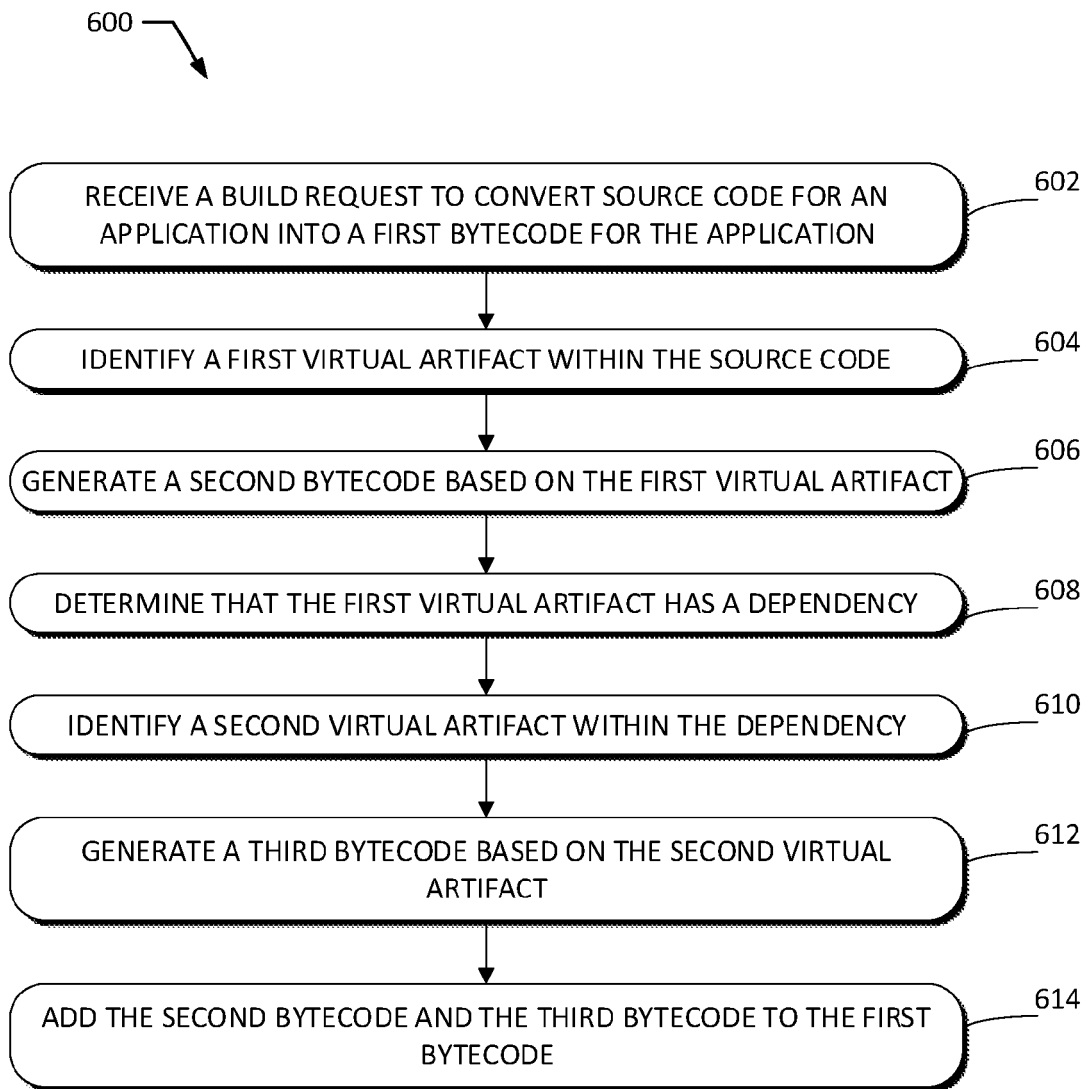 600
RECEIVE A BUILD REQUEST TO CONVERT SOURCE CODE FOR AN
APPLICATION INTO A FIRST BYTECODE FOR THE APPLICATION
602
IDENTIFY A FIRST VIRTUAL ARTIFACT WITHIN THE SOURCE CODE
604
GENERATE A SECOND BYTECODE BASED ON THE FIRST VIRTUAL ARTIFACT
606
DETERMINE THAT THE FIRST VIRTUAL ARTIFACT HAS A DEPENDENCY
608
IDENTIFY A SECOND VIRTUAL ARTIFACT WITHIN THE DEPENDENCY
610
GENERATE A THIRD BYTECODE BASED ON THE SECOND VIRTUAL
ARTIFACT
612
ADD THE SECOND BYTECODE AND THE THIRD BYTECODE TO THE FIRST
BYTECODE
614